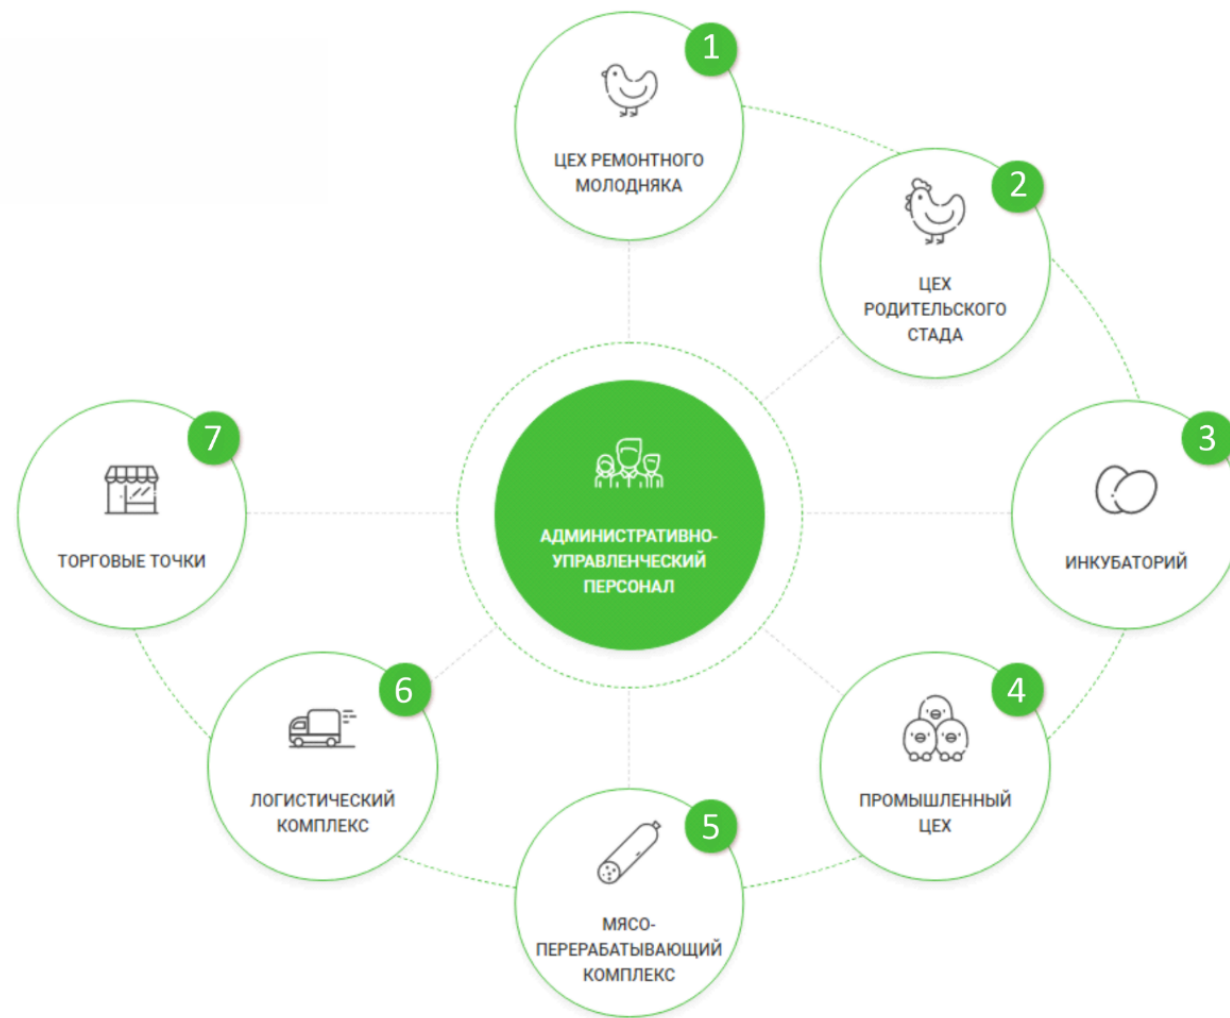 1
ЦЕХ РЕМОНТНОГО
МОЛОДНЯКА
2
ЦЕХ
РОДИТЕЛЬСКОГО
СТАДА
3
ИНКУБАТОРИЙ
4
ПРОМЫШЛЕННЫЙ
ЦЕХ
5
МЯСО-
ПЕРЕРАБАТЫВАЮЩИЙ
КОМПЛЕКС
6
ЛОГИСТИЧЕСКИЙ
КОМПЛЕКС
7
ТОРГОВЫЕ ТОЧКИ
АДМИНИСТРАТИВНО-
УПРАВЛЕНЧЕСКИЙ
ПЕРСОНАЛ